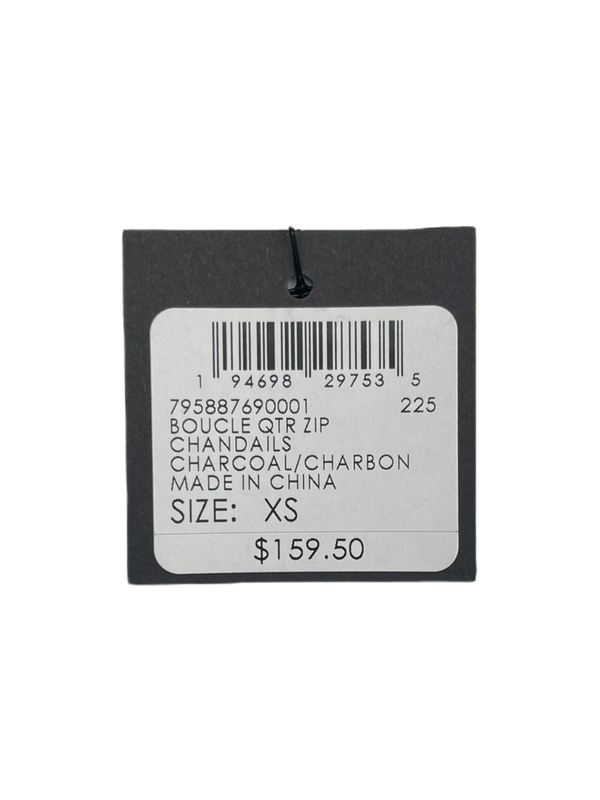 1 94698 29753 5
795887690001 225
BOUCLE QTR ZIP
CHANDAILS
CHARCOAL/CHARBON
MADE IN CHINA
SIZE: XS
$159.50